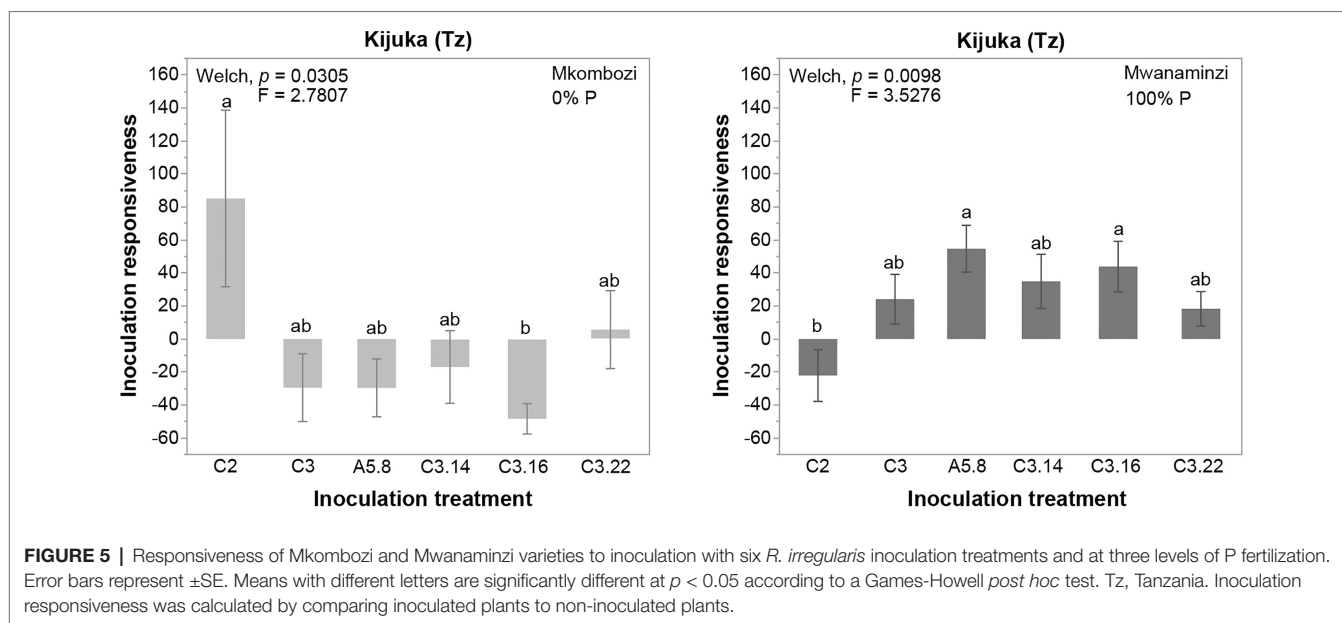 Kijuka (Tz)
Inoculation responsiveness
160
140
120
100
80
60
40
20
0
-20
-40
-60
Welch, p = 0.0305
F = 2.7807
Mkombozi
0% P
a
ab
ab
ab
b
ab
C2 C3 A5.8 C3.14 C3.16 C3.22
Inoculation treatment
Kijuka (Tz)
Inoculation responsiveness
160
140
120
100
80
60
40
20
0
-20
-40
-60
Welch, p = 0.0098
F = 3.5276
Mwanaminzi
100% P
b
ab
a
ab
a
ab
C2 C3 A5.8 C3.14 C3.16 C3.22
Inoculation treatment
FIGURE 5 | Responsiveness of Mkombozi and Mwanaminzi varieties to inoculation with six R. irregularis inoculation treatments and at three levels of P fertilization.
Error bars represent ±SE. Means with different letters are significantly different at p < 0.05 according to a Games-Howell post hoc test. Tz, Tanzania. Inoculation
responsiveness was calculated by comparing inoculated plants to non-inoculated plants.